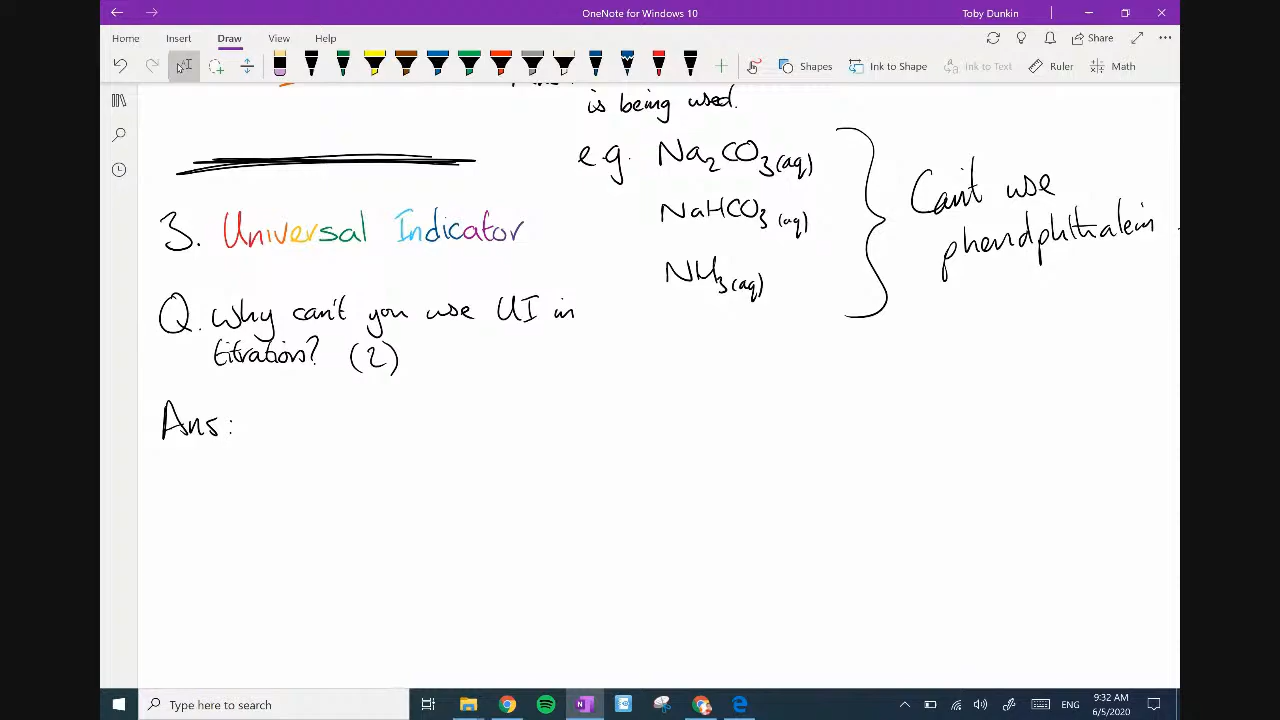 OneNote for Windows 10
Toby Dunkin
Home Insert Draw View Help
Share
Shapes Ink to Shape Ink to Text Ruler Math
is being used.
e.g. Na2CO3(aq)
NaHCO3(aq)
NH3(aq)
Can't use
phenolphthalein
3. Universal Indicator
Q. Why can't you use UI in
titrations? (2)
Ans:
Type here to search
ENG
9:32 AM
6/5/2020